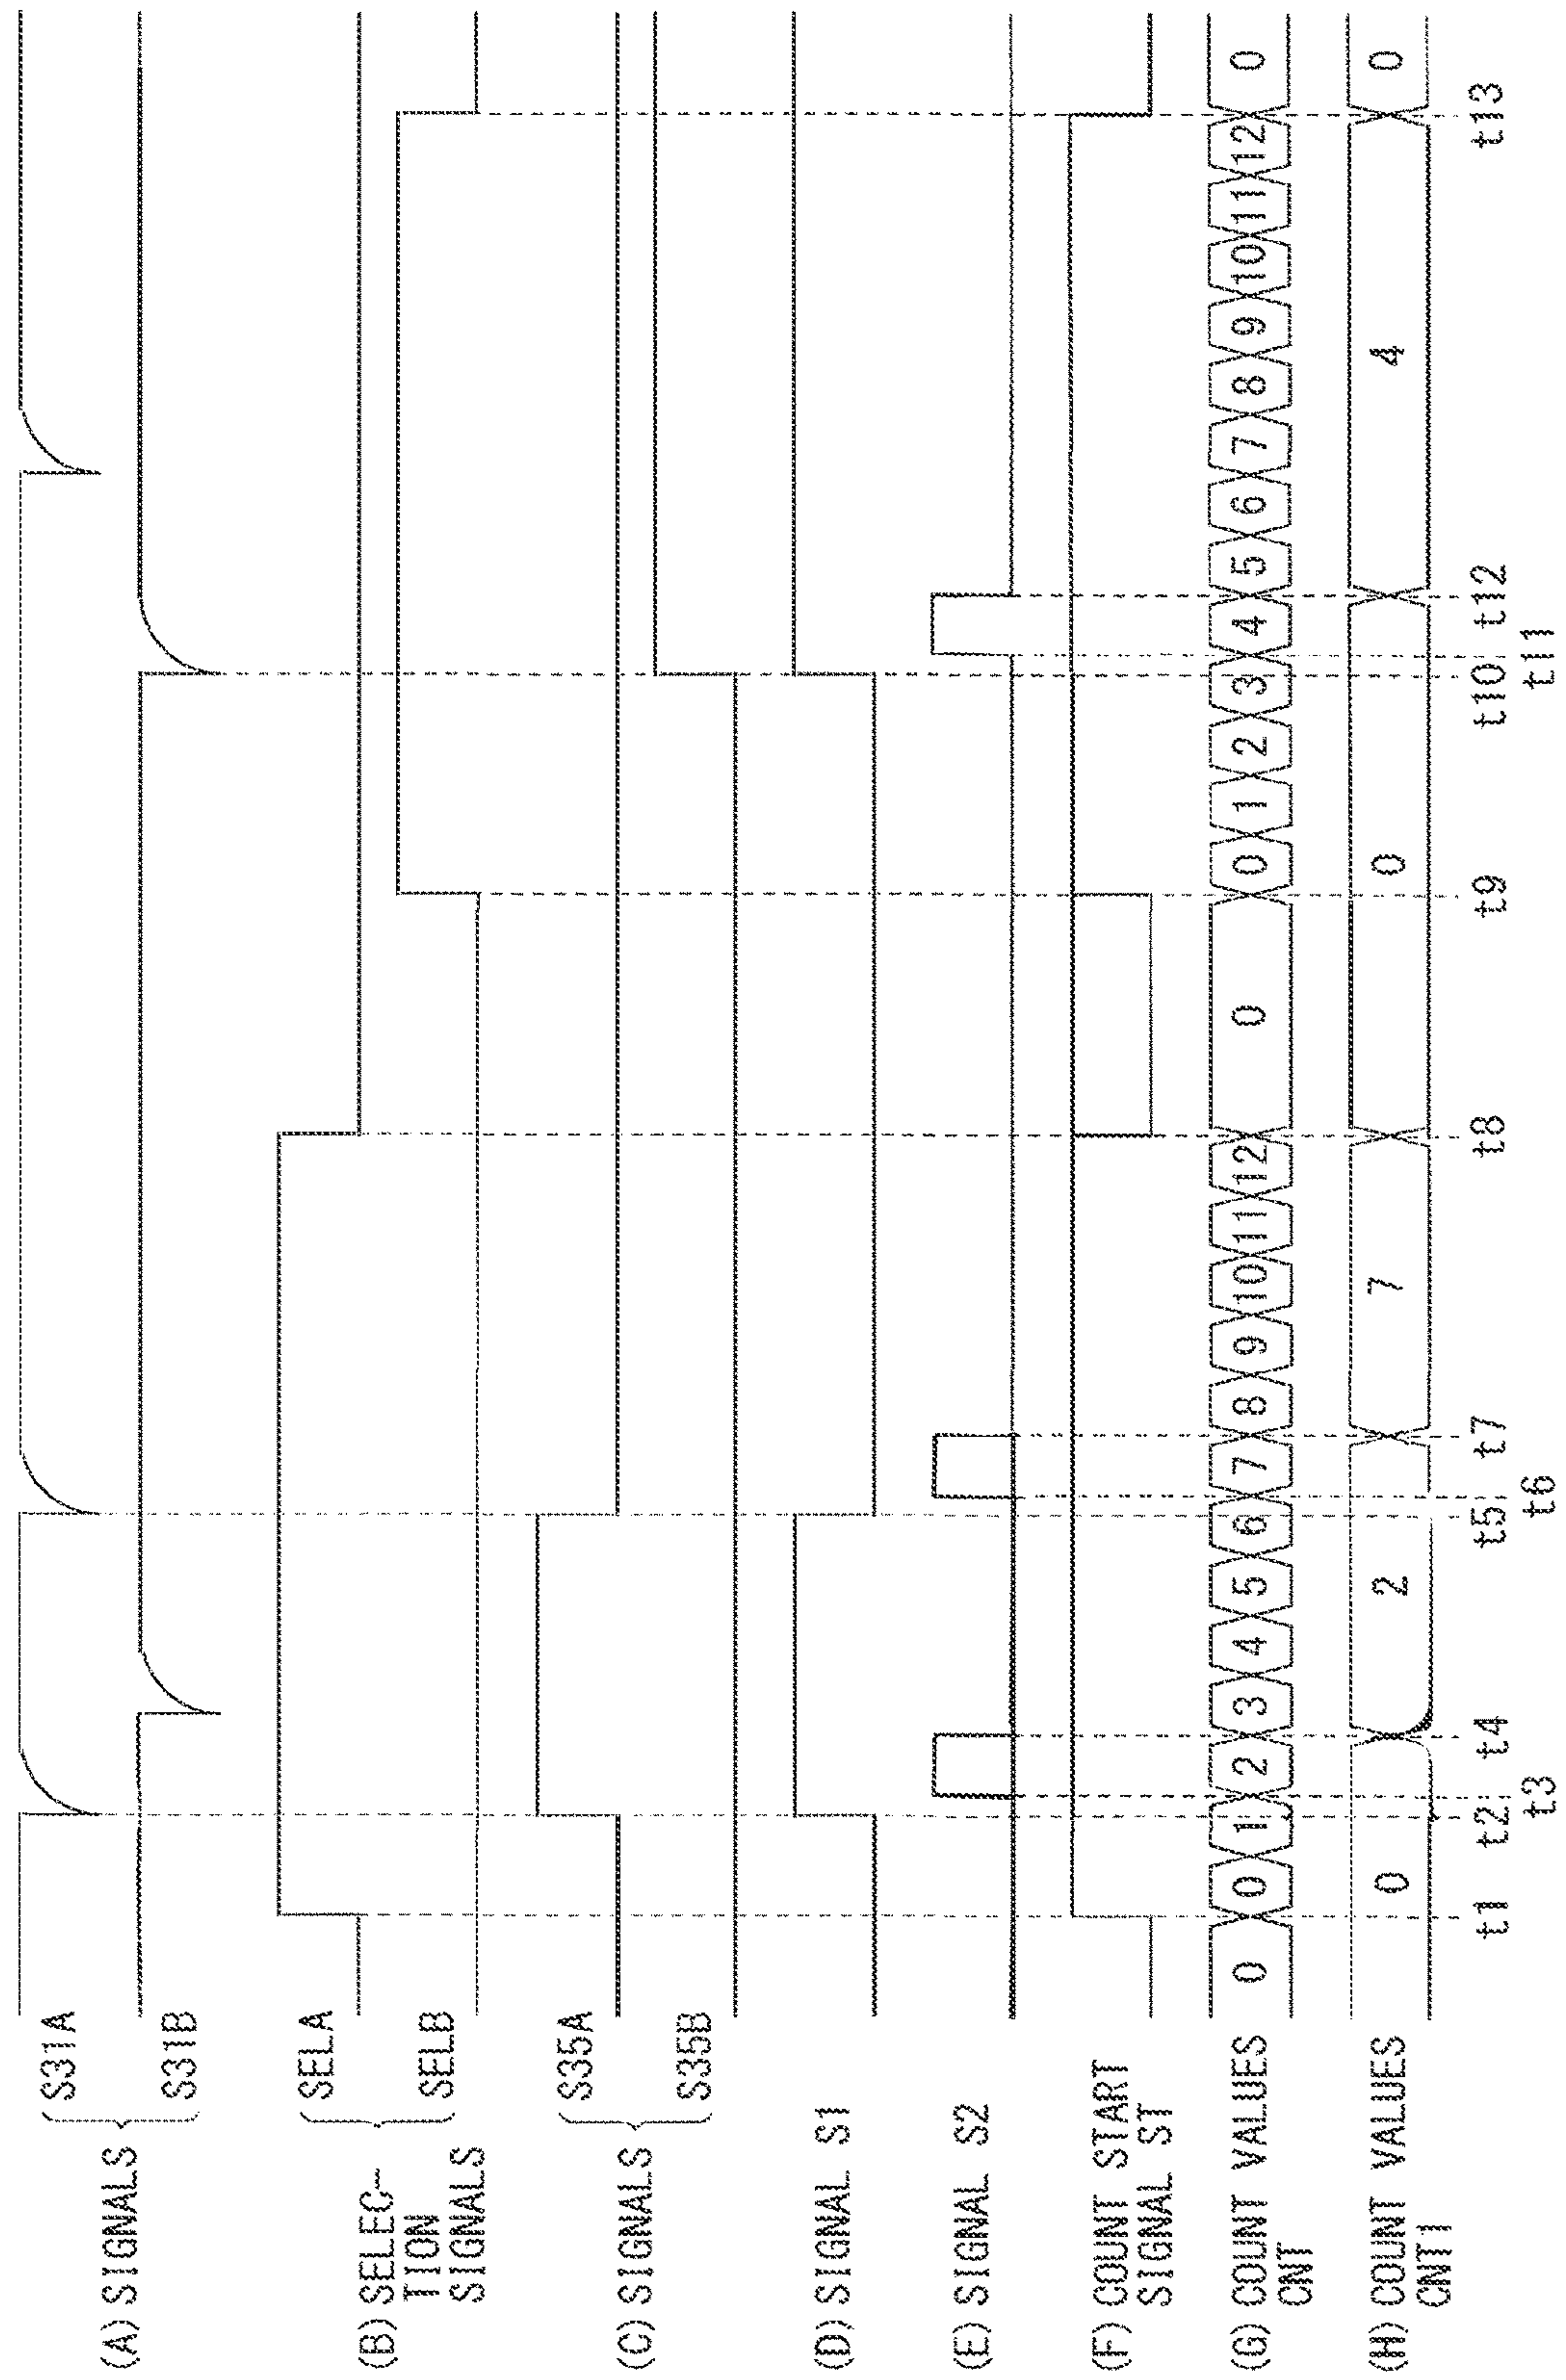 (A) SIGNALS
S31A
S31B
(B) SELEC-
TION
SIGNALS
SELA
SELB
(C) SIGNALS
S35A
S35B
(D) SIGNAL S1
(E) SIGNAL S2
(F) COUNT START
SIGNAL ST
(G) COUNT VALUES
CNT
0 0 1 2 3 4 5 6 7 8 9 10 11 12 0 0 1 2 3 4 5 6 7 8 9 10 11 12 0
(H) COUNT VALUES
CNT1
0 2 7 0 4 0
t1 t2 t4 t5 t7 t8 t9 t10 t12 t13
t3 t6 t11